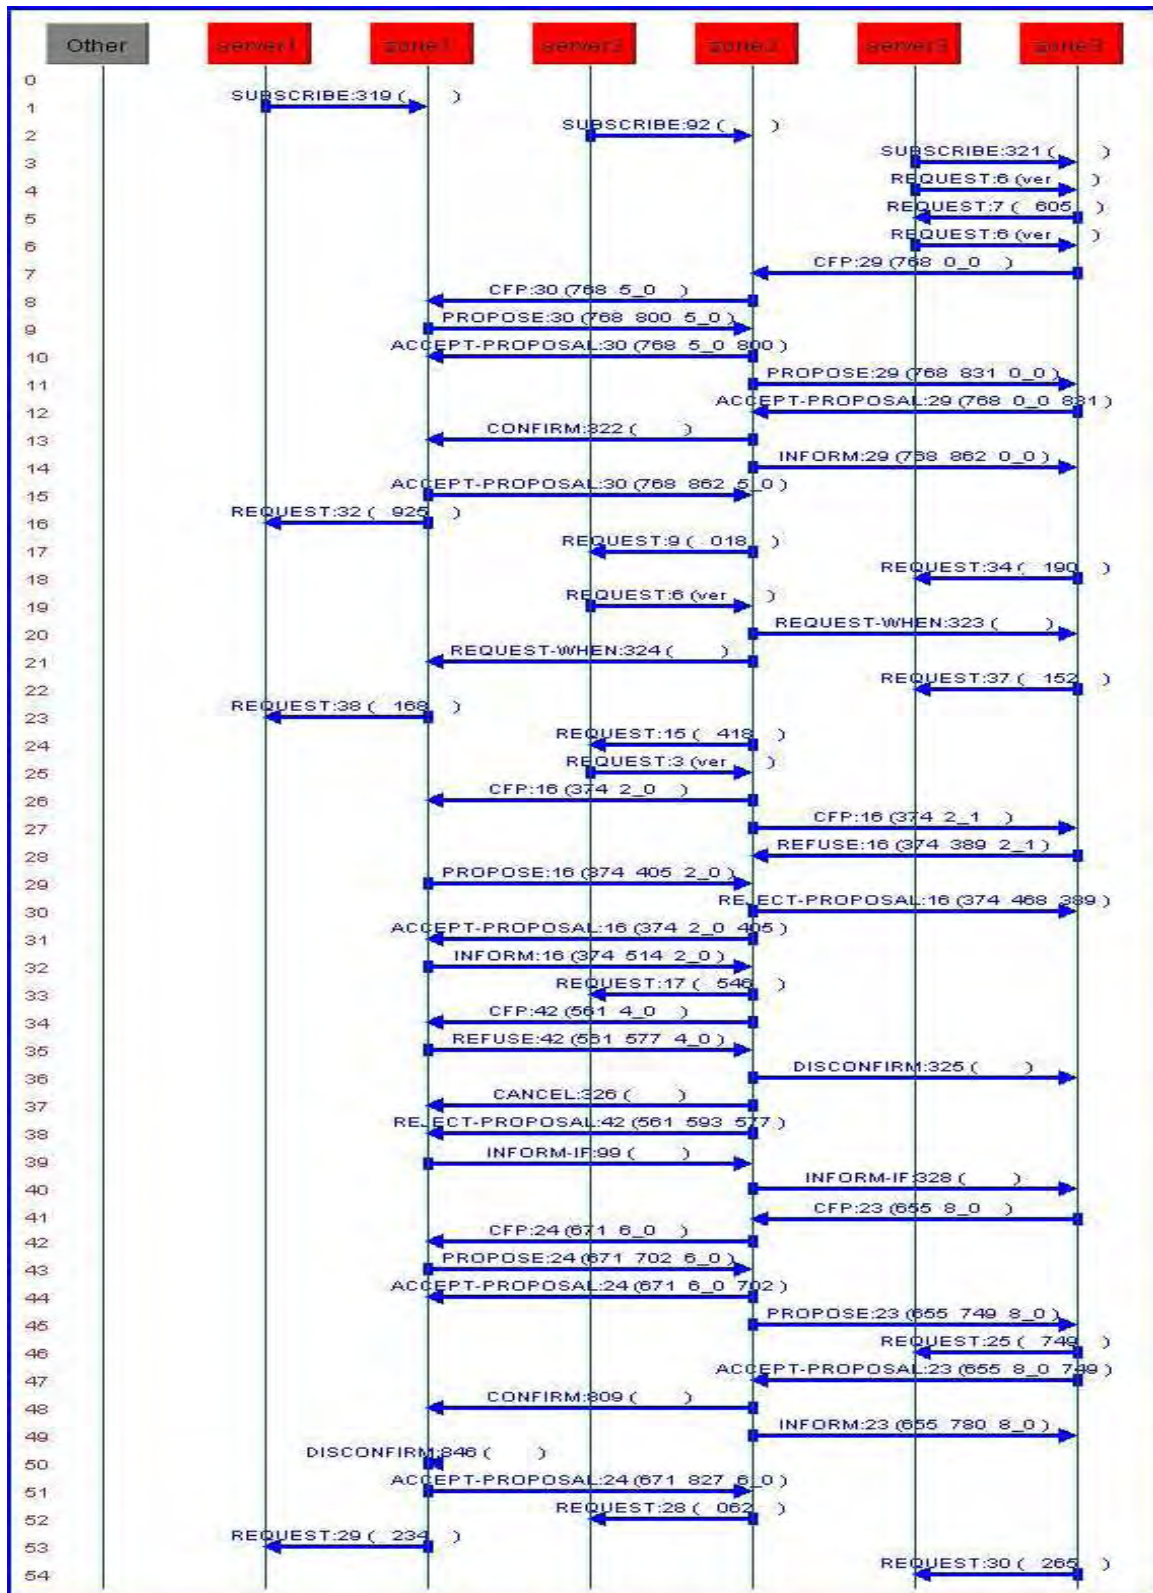 Other server1 zone1 server2 zone2 server3 zone3
0
SUBSCRIBE:319 ( )
1
SUBSCRIBE:92 ( )
2
SUBSCRIBE:321 ( )
3
REQUEST:6 (ver )
4
REQUEST:7 ( 605 )
5
REQUEST:6 (ver )
6
CFP:29 (768 0_0 )
7
CFP:30 (768 5_0 )
8
PROPOSE:30 (768 800 5_0)
9
ACCEPT-PROPOSAL:30 (768 5_0 800)
10
PROPOSE:29 (768 831 0_0)
11
ACCEPT-PROPOSAL:29 (768 0_0 831)
12
CONFIRM:322 ( )
13
INFORM:29 (768 862 0_0)
14
ACCEPT-PROPOSAL:30 (768 862 5_0)
15
REQUEST:32 ( 925 )
16
REQUEST:9 ( 018 )
17
REQUEST:34 ( 190 )
18
REQUEST:6 (ver )
19
REQUEST-WHEN:323 ( )
20
REQUEST-WHEN:324 ( )
21
REQUEST:37 ( 152 )
22
REQUEST:38 ( 168 )
23
REQUEST:15 ( 418 )
24
REQUEST:3 (ver )
25
CFP:16 (374 2_0 )
26
CFP:16 (374 2_1 )
27
REFUSE:16 (374 389 2_1)
28
PROPOSE:16 (374 405 2_0)
29
REJECT-PROPOSAL:16 (374 468 389)
30
ACCEPT-PROPOSAL:16 (374 2_0 405)
31
INFORM:16 (374 514 2_0)
32
REQUEST:17 ( 546 )
33
CFP:42 (561 4_0 )
34
REFUSE:42 (561 577 4_0)
35
DISCONFIRM:325 ( )
36
CANCEL:326 ( )
37
REJECT-PROPOSAL:42 (561 593 577)
38
INFORM-IF:99 ( )
39
INFORM-IF:328 ( )
40
CFP:23 (655 8_0 )
41
CFP:24 (671 6_0 )
42
PROPOSE:24 (671 702 6_0)
43
ACCEPT-PROPOSAL:24 (671 6_0 702)
44
PROPOSE:23 (655 749 8_0)
45
REQUEST:25 ( 749 )
46
ACCEPT-PROPOSAL:23 (655 8_0 749)
47
CONFIRM:809 ( )
48
INFORM:23 (655 780 8_0)
49
DISCONFIRM:846 ( )
50
ACCEPT-PROPOSAL:24 (671 827 6_0)
51
REQUEST:28 ( 062 )
52
REQUEST:29 ( 234 )
53
REQUEST:30 ( 265 )
54